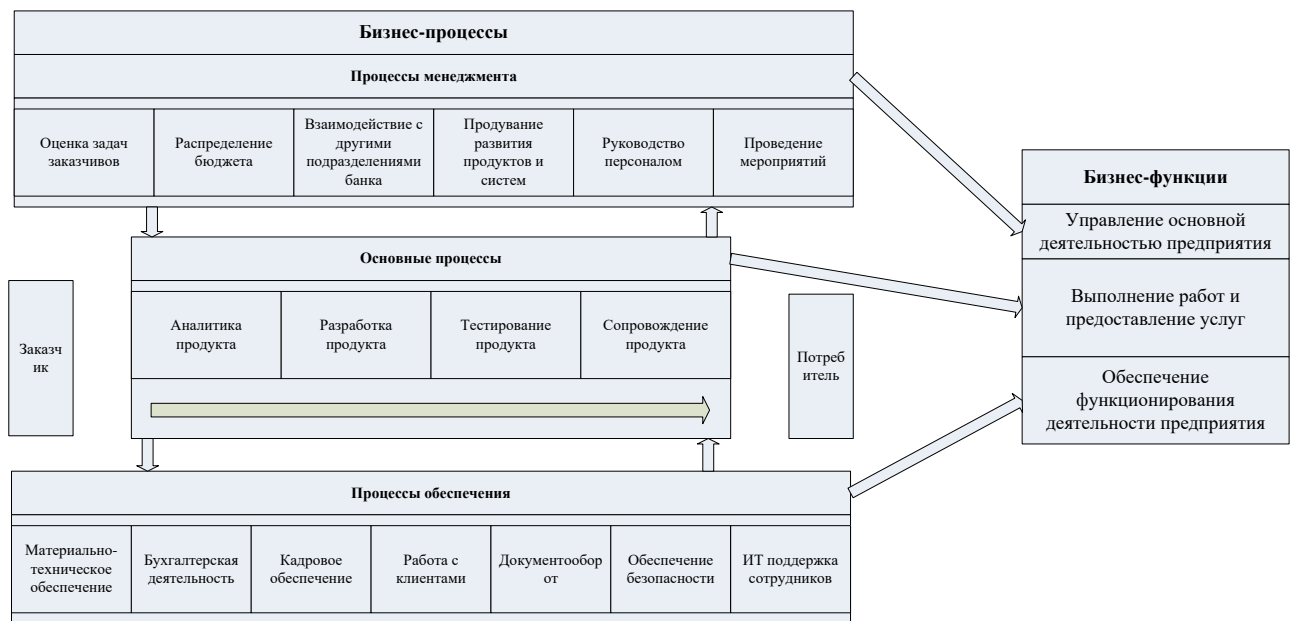 Бизнес-процессы
Процессы менеджмента
Оценка задач
заказчивов
Распределение
бюджета
Взаимодействие с
другими
подразделениями
банка
Продувание
развития
продуктов и
систем
Руководство
персоналом
Проведение
мероприятий
Основные процессы
Аналитика
продукта
Разработка
продукта
Тестирование
продукта
Сопровождение
продукта
Заказч
ик
Потреб
итель
Процессы обеспечения
Материально-
техническое
обеспечение
Бухгалтерская
деятельность
Кадровое
обеспечение
Работа с
клиентами
Документообор
от
Обеспечение
безопасности
ИТ поддержка
сотрудников
Бизнес-функции
Управление основной
деятельностью предприятия
Выполнение работ и
предоставление услуг
Обеспечение
функционирования
деятельности предприятия